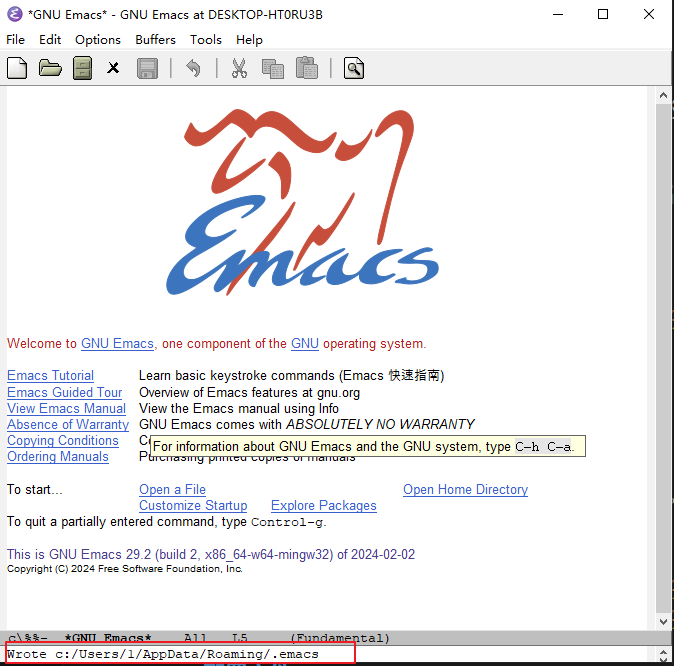 *GNU Emacs* - GNU Emacs at DESKTOP-HT0RU3B
File Edit Options Buffers Tools Help
Emacs
Welcome to GNU Emacs, one component of the GNU operating system.
Emacs Tutorial Learn basic keystroke commands (Emacs 快速指南)
Emacs Guided Tour Overview of Emacs features at gnu.org
View Emacs Manual View the Emacs manual using Info
Absence of Warranty GNU Emacs comes with ABSOLUTELY NO WARRANTY
Copying Conditions
For information about GNU Emacs and the GNU system, type C-h C-a.
Ordering Manuals Purchasing printed copies of manuals
To start... Open a File Open Home Directory
Customize Startup Explore Packages
To quit a partially entered command, type Control-g.
This is GNU Emacs 29.2 (build 2, x86_64-w64-mingw32) of 2024-02-02
Copyright (C) 2024 Free Software Foundation, Inc.
c\%%- *GNU Emacs* All L5 (Fundamental)
Wrote c:/Users/1/AppData/Roaming/.emacs